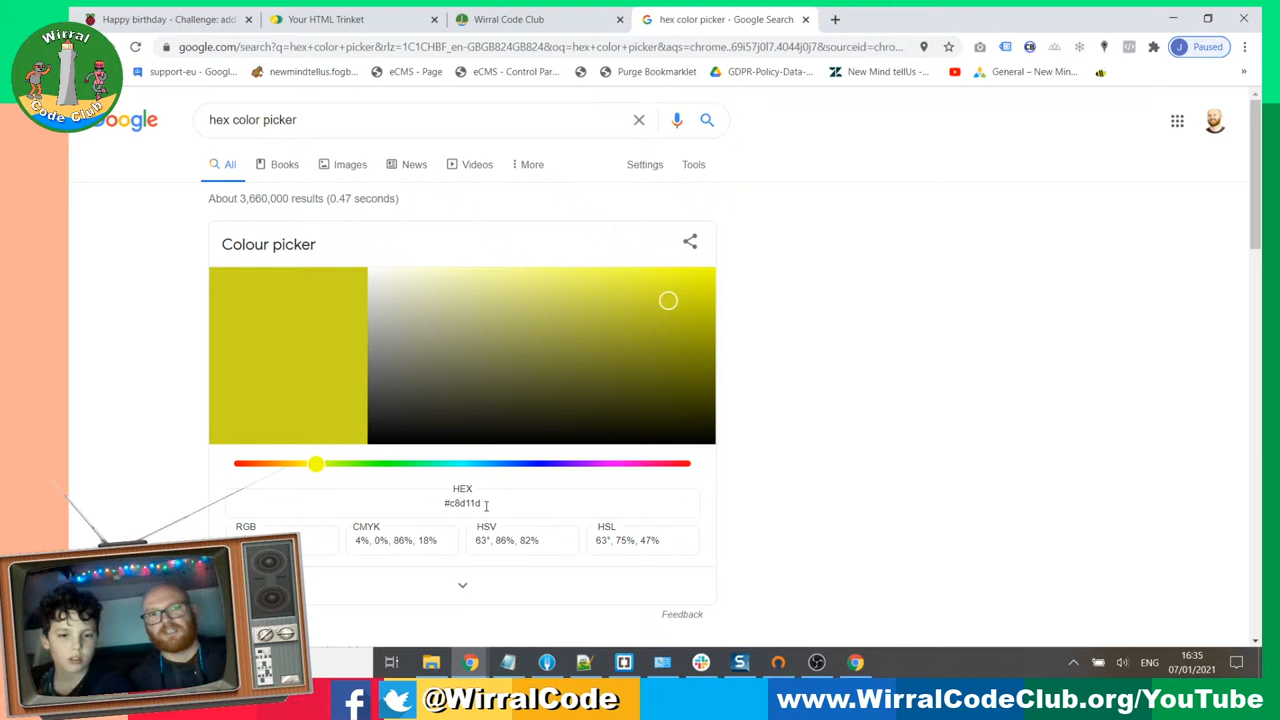 Happy birthday - Challenge: add
Your HTML Trinket
Wirral Code Club
hex color picker - Google Search
google.com/search?q=hex+color+picker&rlz=1C1CHBF_en-GBGB824GB824&oq=hex+color+picker&aqs=chrome..69i57j0l7.4044j0j7&sourceid=chro...
Paused
support-eu - Googl...
newmindtellus.fogb...
eCMS - Page
eCMS - Control Par...
Purge Bookmarklet
GDPR-Policy-Data-...
New Mind tellUs -...
General – New Min...
»
Wirral
Code Club
oogle
hex color picker
All
Books
Images
News
Videos
More
Settings
Tools
About 3,660,000 results (0.47 seconds)
Colour picker
HEX
#c8d11d
RGB
CMYK
HSV
HSL
4%, 0%, 86%, 18%
63°, 86%, 82%
63°, 75%, 47%
Feedback
ENG
16:35
07/01/2021
@WirralCode
www.WirralCodeClub.org/YouTube